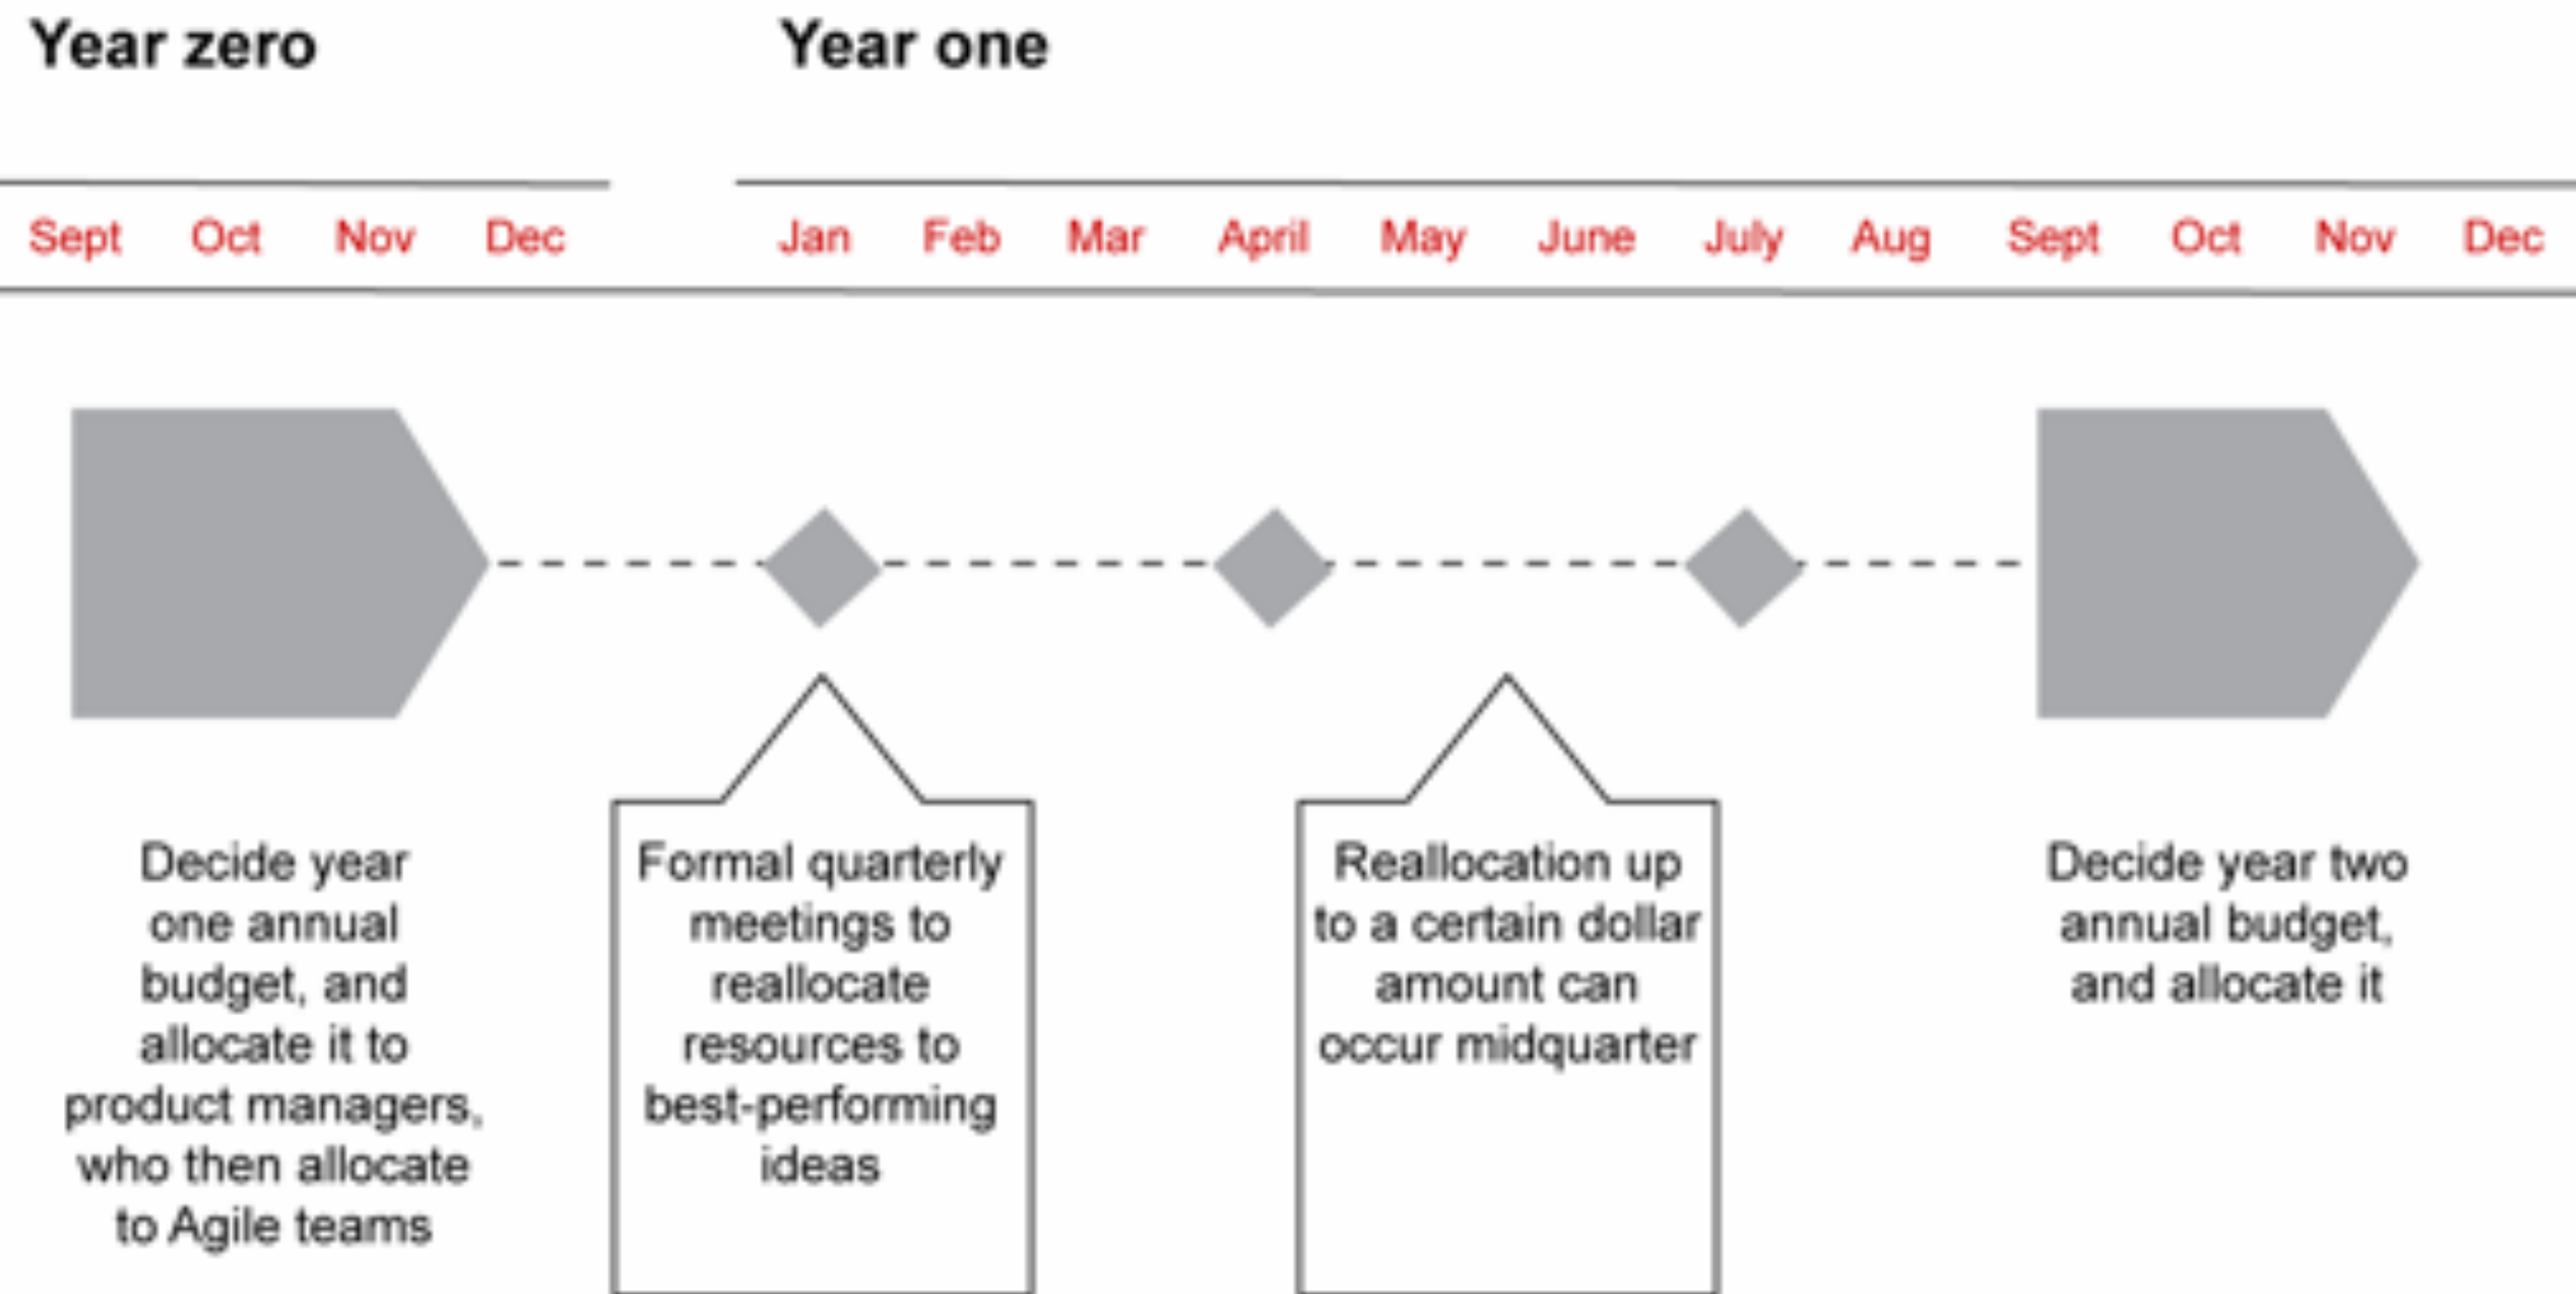 Year zero
Year one
Sept Oct Nov Dec Jan Feb Mar April May June July Aug Sept Oct Nov Dec
Decide year
one annual
budget, and
allocate it to
product managers,
who then allocate
to Agile teams
Formal quarterly
meetings to
reallocate
resources to
best-performing
ideas
Reallocation up
to a certain dollar
amount can
occur midquarter
Decide year two
annual budget,
and allocate it